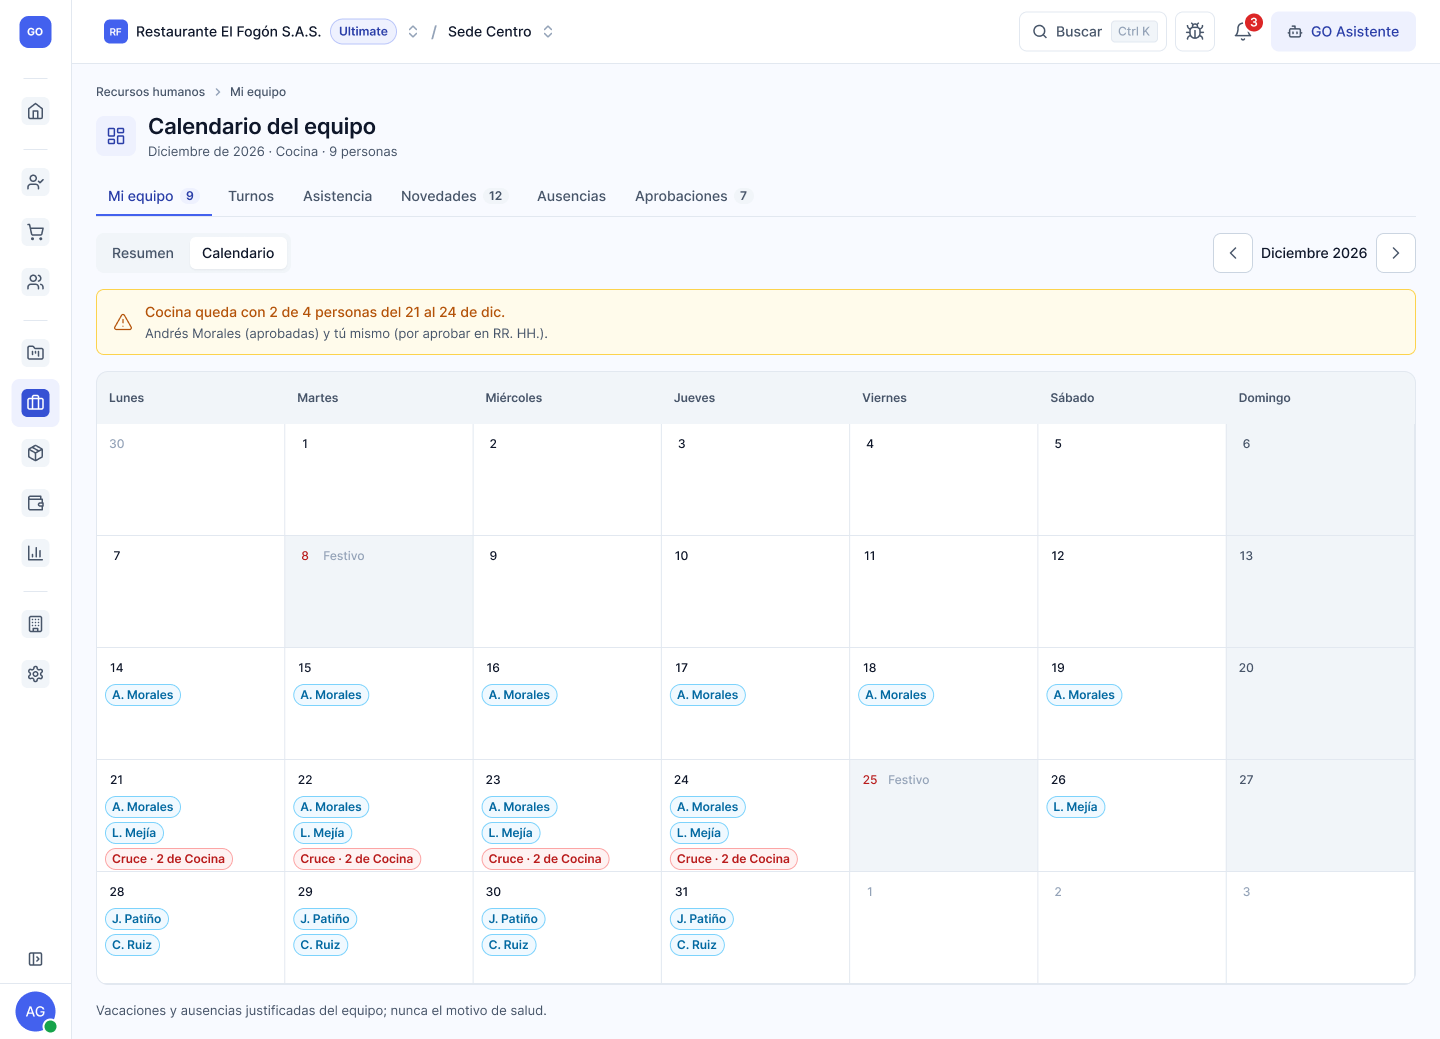 GO
RF Restaurante El Fogón S.A.S. Ultimate / Sede Centro
Buscar Ctrl K
3
GO Asistente
Recursos humanos > Mi equipo
Calendario del equipo
Diciembre de 2026 · Cocina · 9 personas
Mi equipo 9 Turnos Asistencia Novedades 12 Ausencias Aprobaciones 7
Resumen Calendario
Diciembre 2026
Cocina queda con 2 de 4 personas del 21 al 24 de dic.
Andrés Morales (aprobadas) y tú mismo (por aprobar en RR. HH.).
Lunes Martes Miércoles Jueves Viernes Sábado Domingo
30 1 2 3 4 5 6
7 8 Festivo 9 10 11 12 13
14 15 16 17 18 19 20
A. Morales A. Morales A. Morales A. Morales A. Morales A. Morales
21 22 23 24 25 Festivo 26 27
A. Morales A. Morales A. Morales A. Morales L. Mejía
L. Mejía L. Mejía L. Mejía L. Mejía
Cruce · 2 de Cocina Cruce · 2 de Cocina Cruce · 2 de Cocina Cruce · 2 de Cocina
28 29 30 31 1 2 3
J. Patiño J. Patiño J. Patiño J. Patiño
C. Ruiz C. Ruiz C. Ruiz C. Ruiz
Vacaciones y ausencias justificadas del equipo; nunca el motivo de salud.
AG